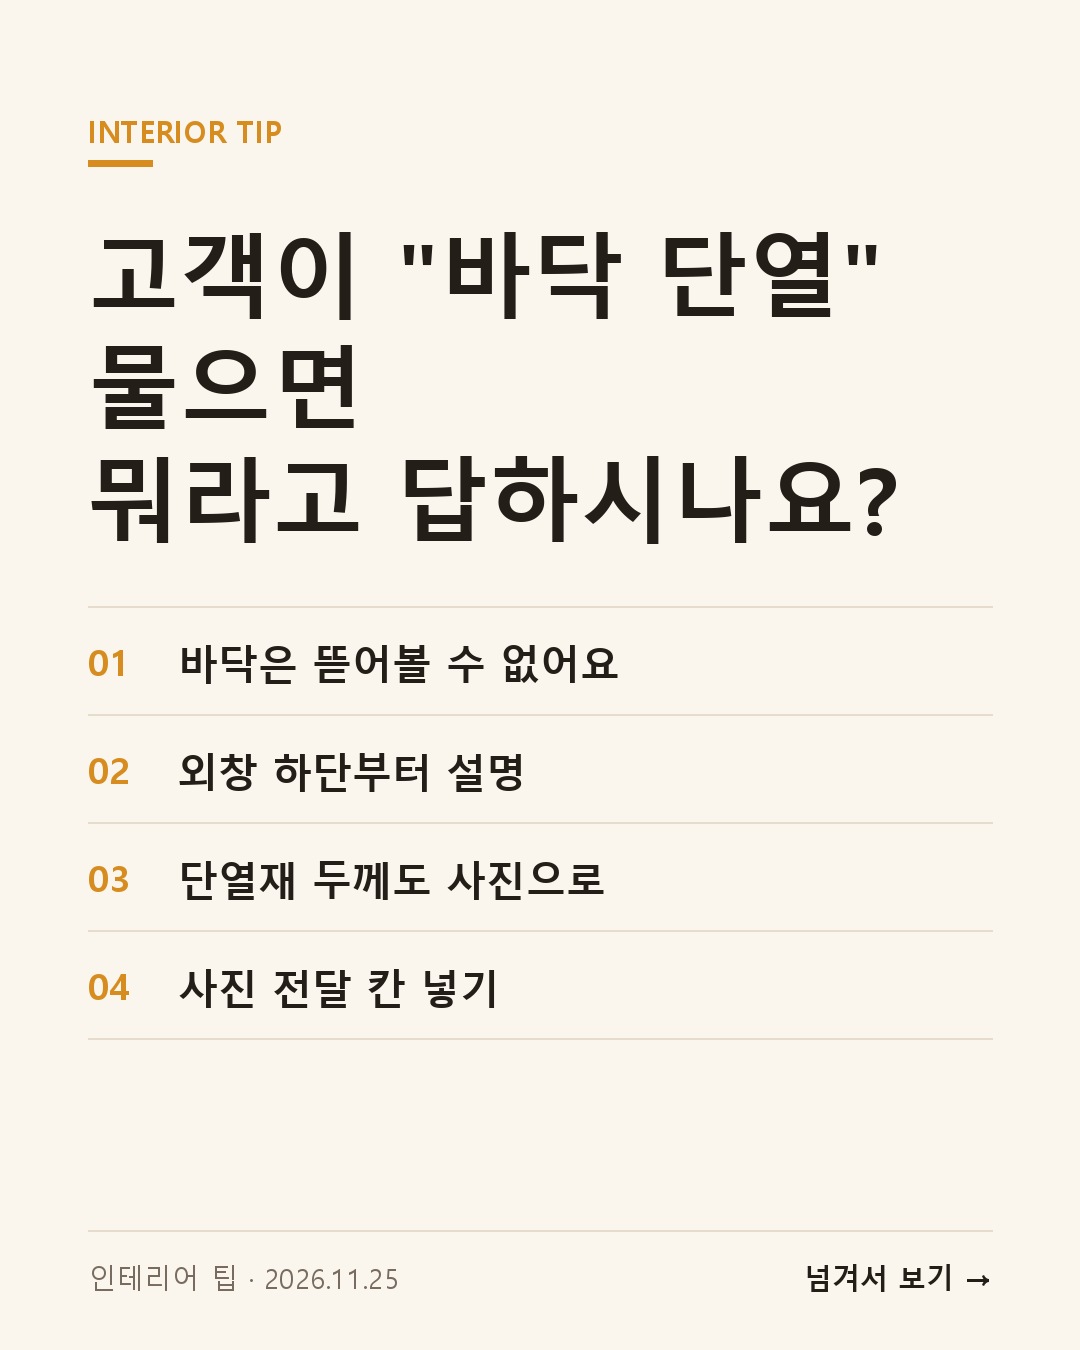 INTERIOR TIP
고객이 "바닥 단열"
물으면
뭐라고 답하시나요?
01 바닥은 뜯어볼 수 없어요
02 외창 하단부터 설명
03 단열재 두께도 사진으로
04 사진 전달 칸 넣기
인테리어 팁 · 2026.11.25
넘겨서 보기 →